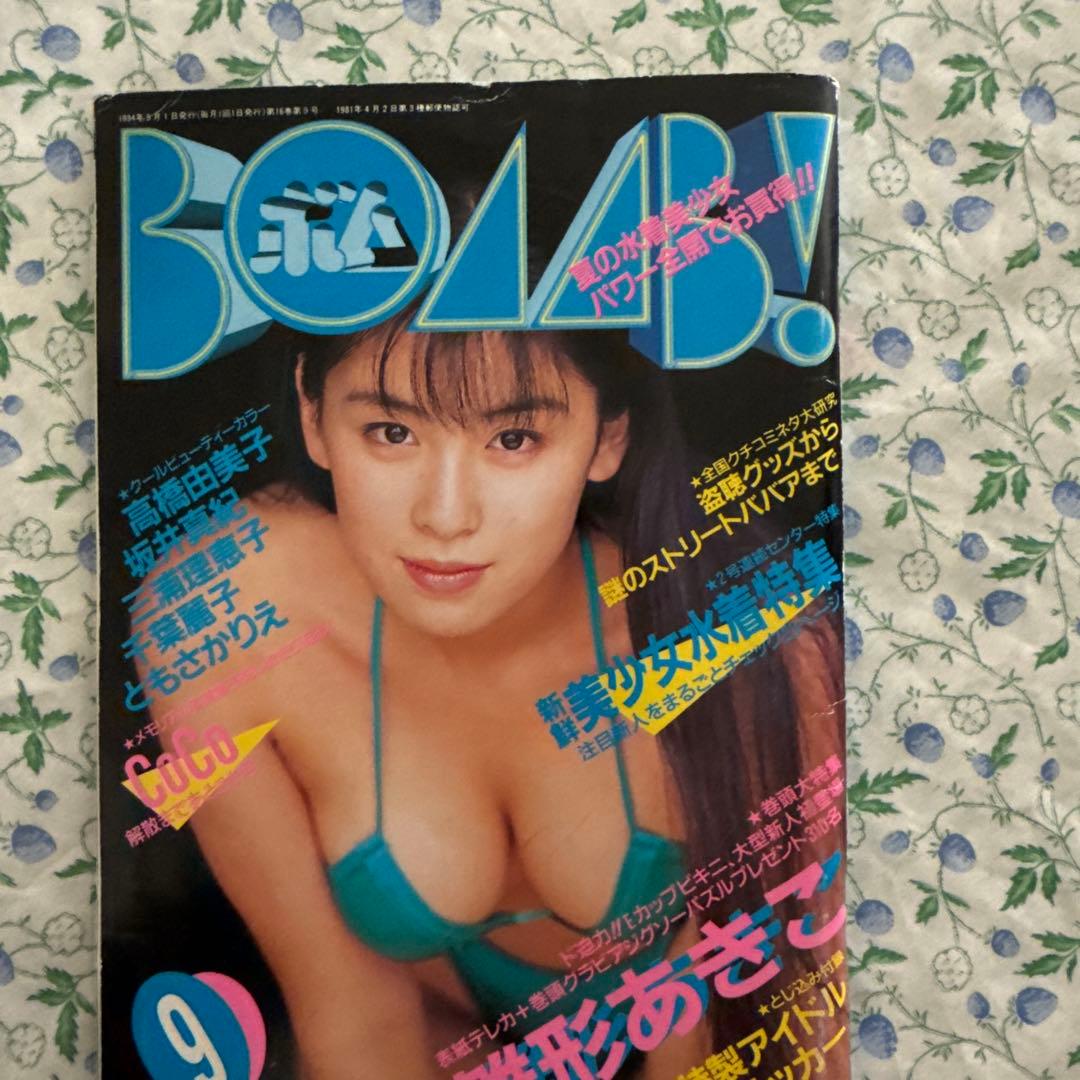 1994年9月1日発行(毎月1回1日発行)第16巻第9号 1981年4月2日第3種郵便物認可
BOMB!
ボム
夏の水着美少女
パワー全開でお買得!!
★クールビューティーカラー
高橋由美子
坂井真紀
三浦理恵子
千葉麗子
ともさかりえ
CoCo
★全国クチコミネタ大研究
盗聴グッズから
謎のストリートババアまで
★2号連続センター特集
新鮮美少女水着特集
注目新人をまるごとチェック
★巻頭大特集
ド迫力!!Eカップビキニ、大型新人初登場
表紙テレカ+巻頭グラビアジグソーパズルプレゼント310名
雛形あきこ
★とじ込み付録
特製アイドル
9